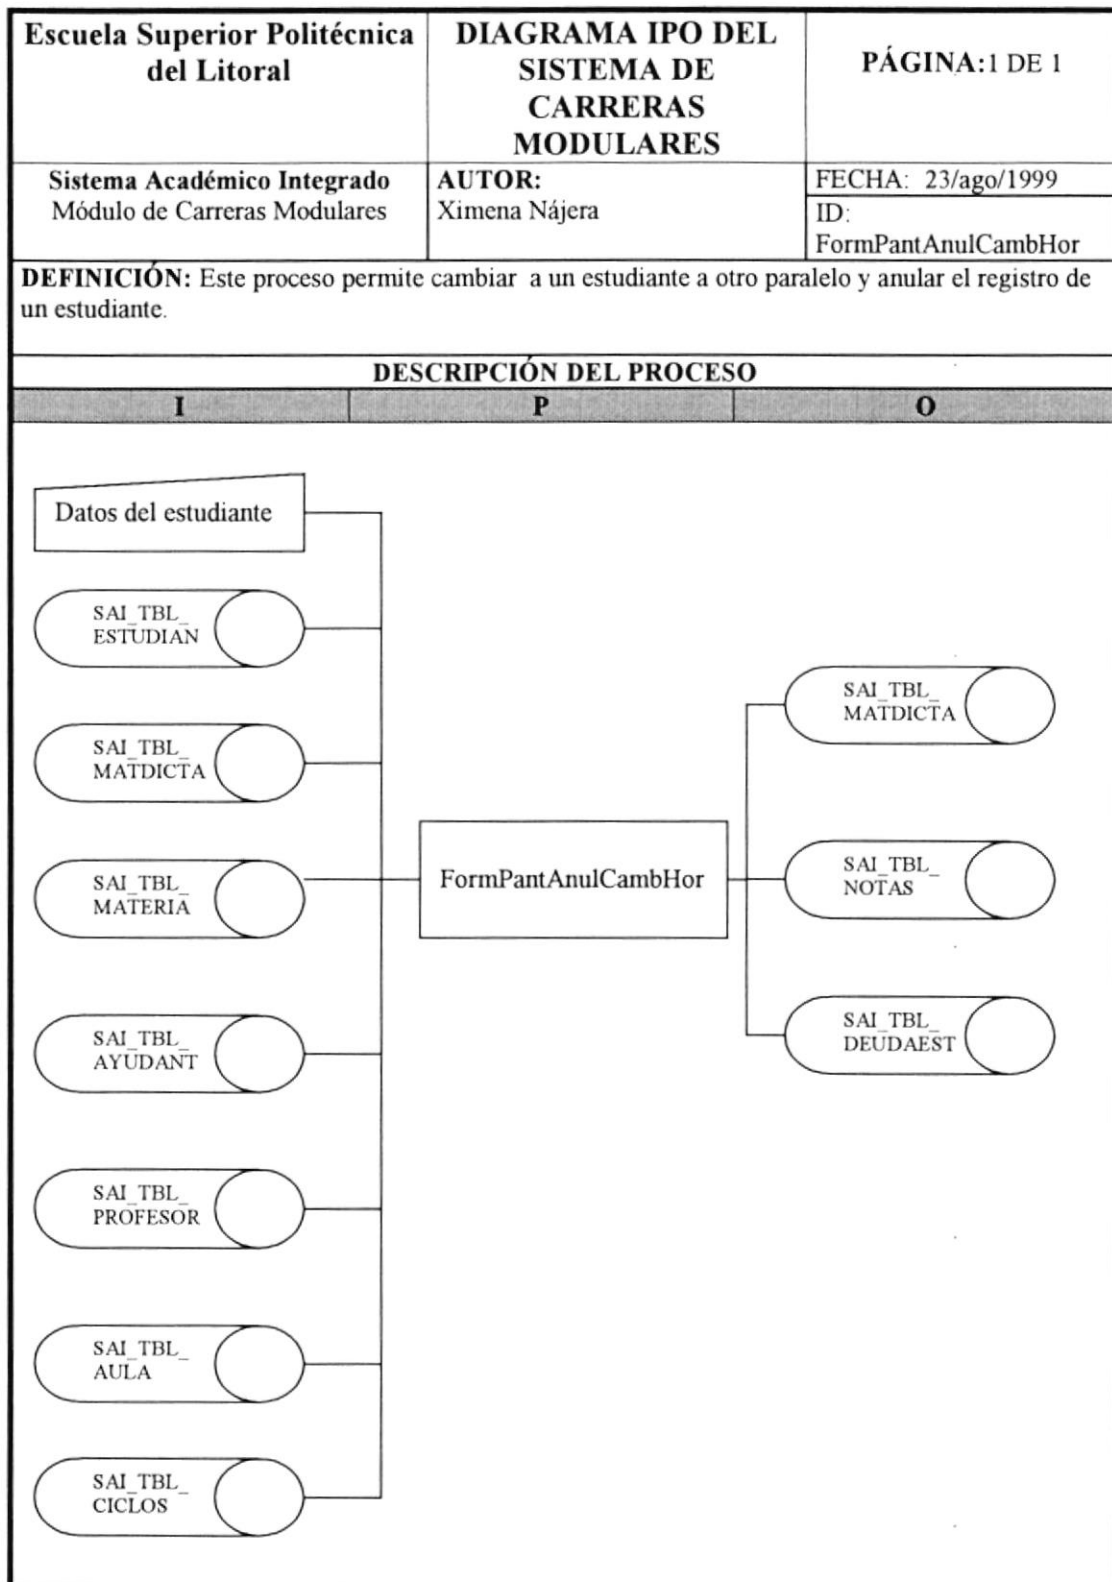 Escuela Superior Politécnica
del Litoral
DIAGRAMA IPO DEL
SISTEMA DE
CARRERAS
MODULARES
PÁGINA:1 DE 1
Sistema Académico Integrado
Módulo de Carreras Modulares
AUTOR:
Ximena Nájera
FECHA: 23/ago/1999
ID:
FormPantAnulCambHor
DEFINICIÓN: Este proceso permite cambiar a un estudiante a otro paralelo y anular el registro de
un estudiante.
DESCRIPCIÓN DEL PROCESO
I
P
O
Datos del estudiante
SAI_TBL_
ESTUDIAN
SAI_TBL_
MATDICTA
SAI_TBL_
MATERIA
SAI_TBL_
AYUDANT
SAI_TBL_
PROFESOR
SAI_TBL_
AULA
SAI_TBL_
CICLOS
FormPantAnulCambHor
SAI_TBL_
MATDICTA
SAI_TBL_
NOTAS
SAI_TBL_
DEUDAEST